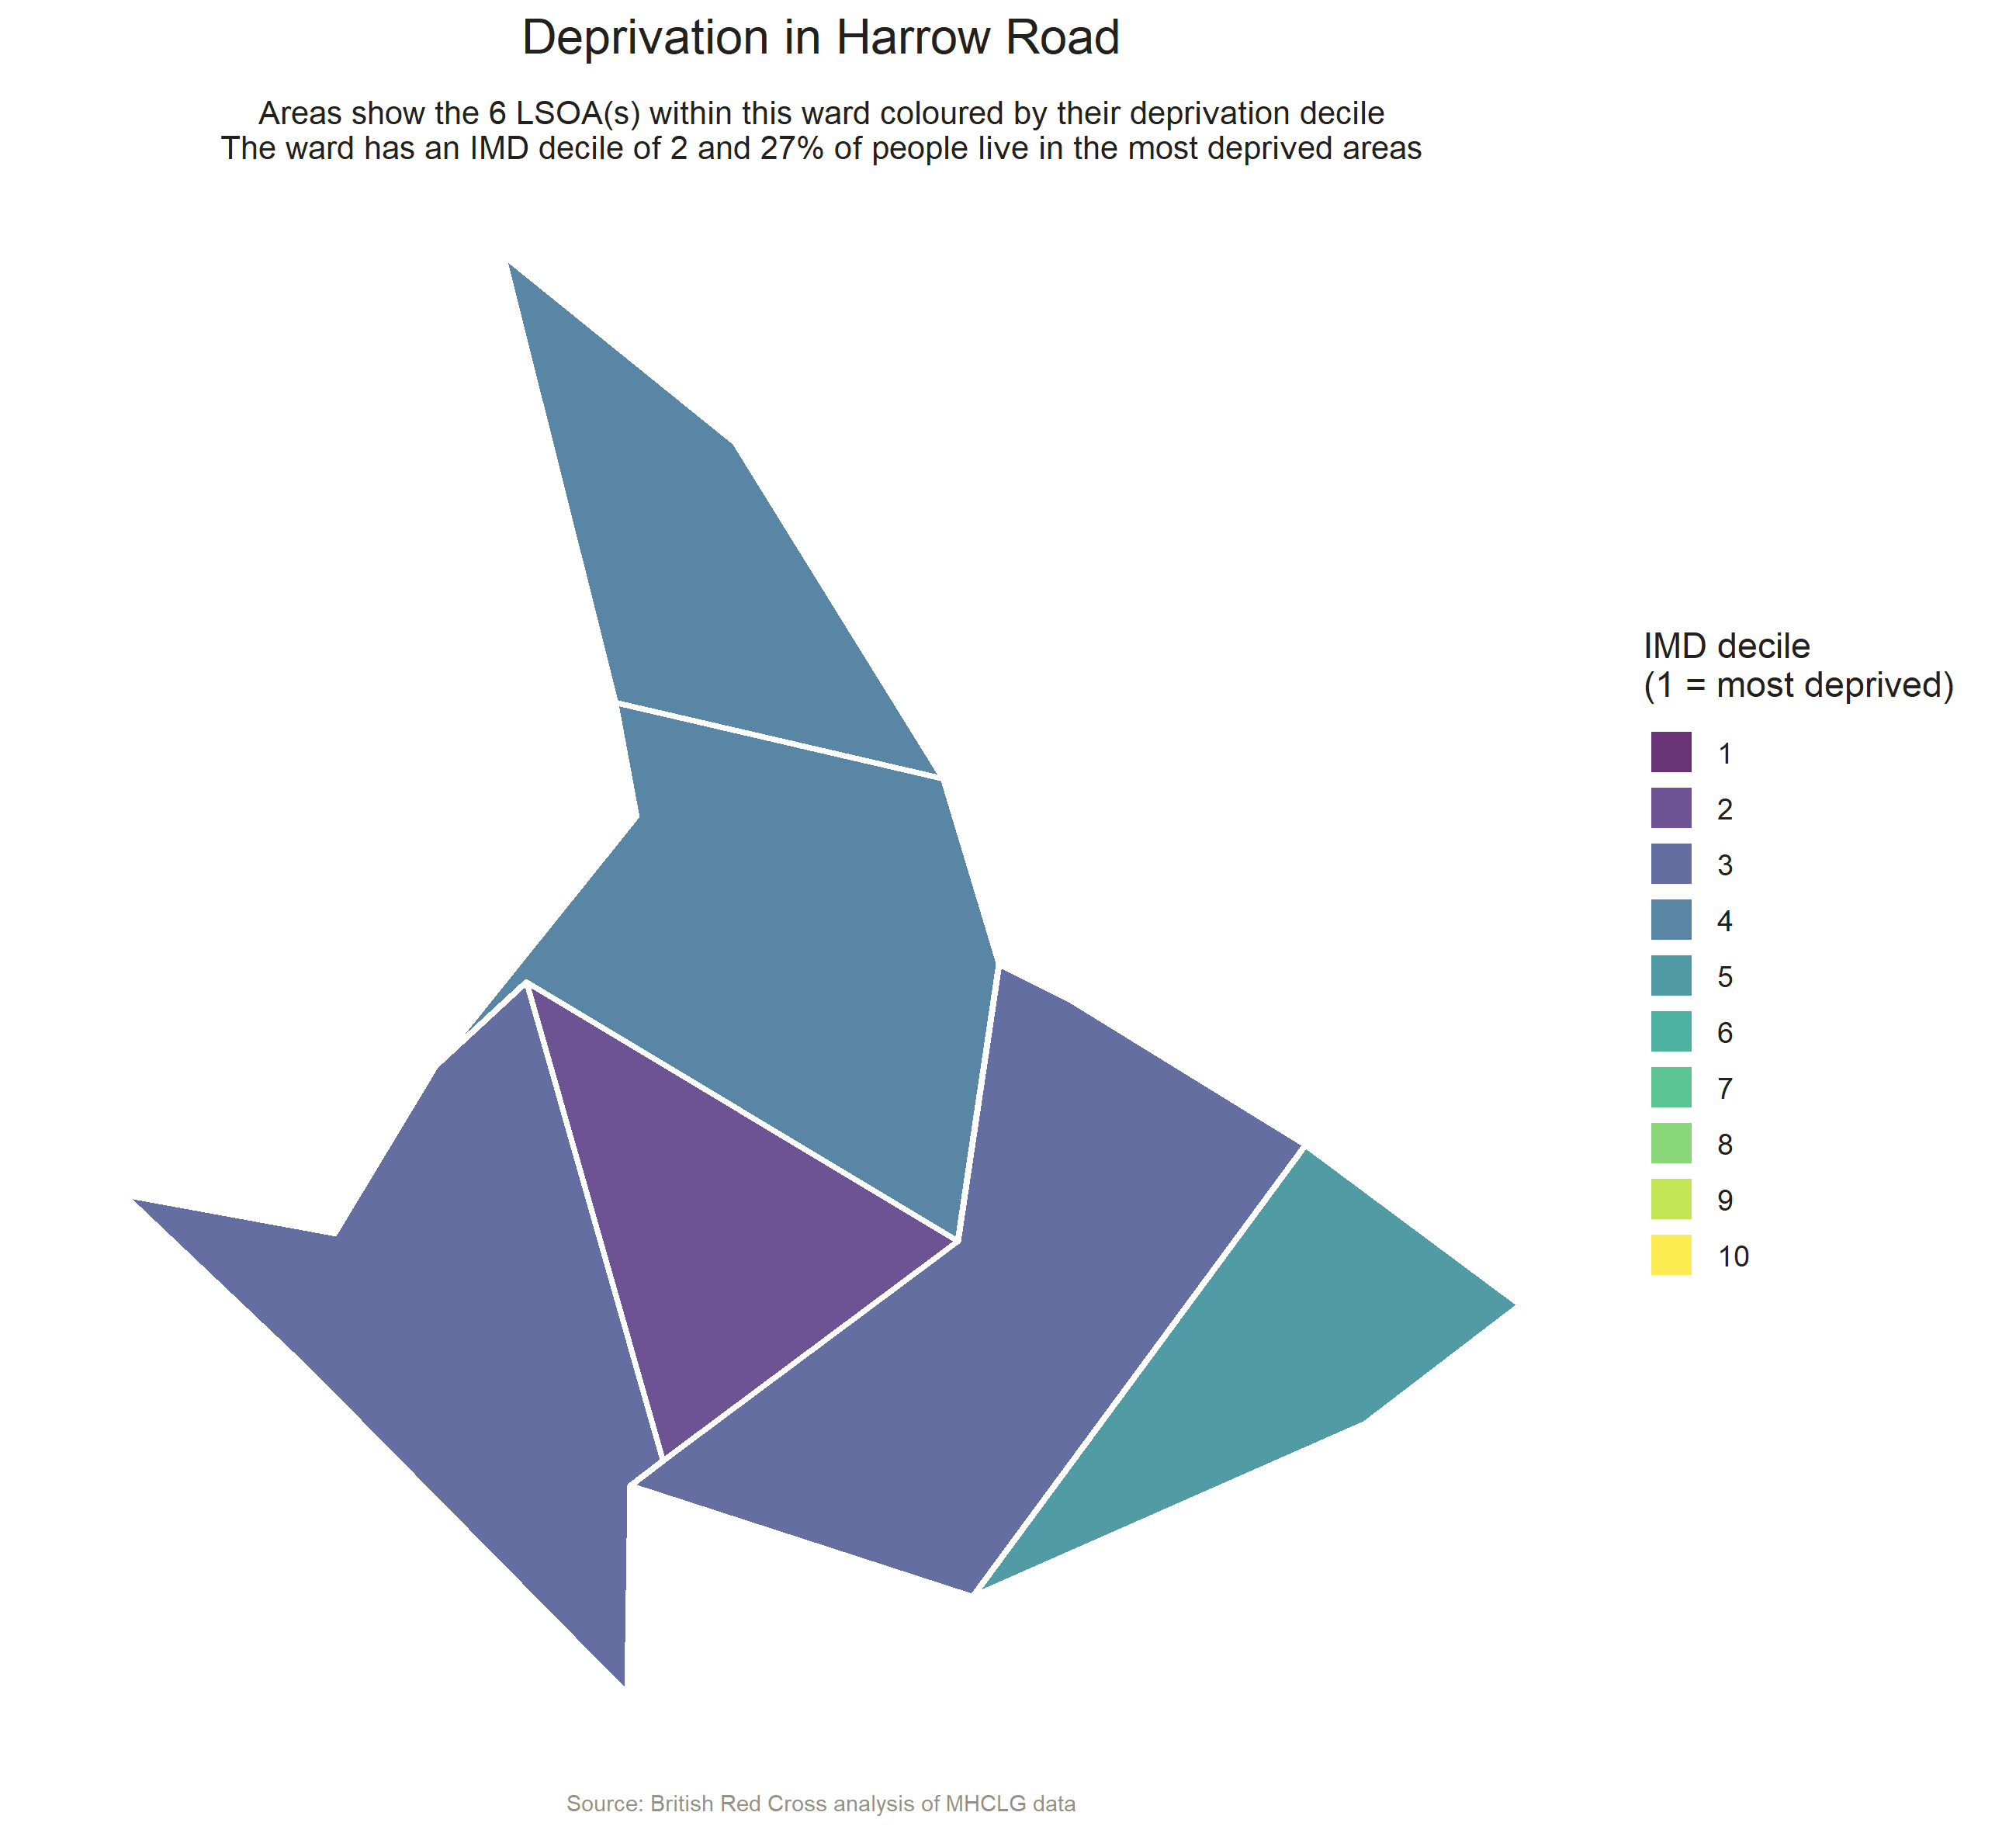 Deprivation in Harrow Road
Areas show the 6 LSOA(s) within this ward coloured by their deprivation decile
The ward has an IMD decile of 2 and 27% of people live in the most deprived areas
IMD decile
(1 = most deprived)
1
2
3
4
5
6
7
8
9
10
Source: British Red Cross analysis of MHCLG data